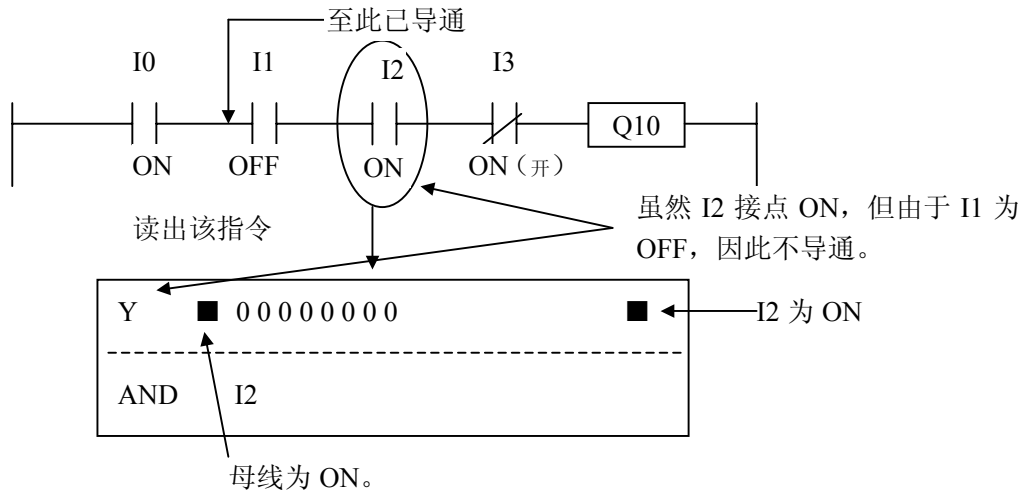 至此已导通
I0 I1 I2 I3
Q10
ON OFF ON ON（开）
读出该指令
虽然 I2 接点 ON，但由于 I1 为
OFF，因此不导通。
Y ■ 0 0 0 0 0 0 0 0 ■
I2 为 ON
AND I2
母线为 ON。